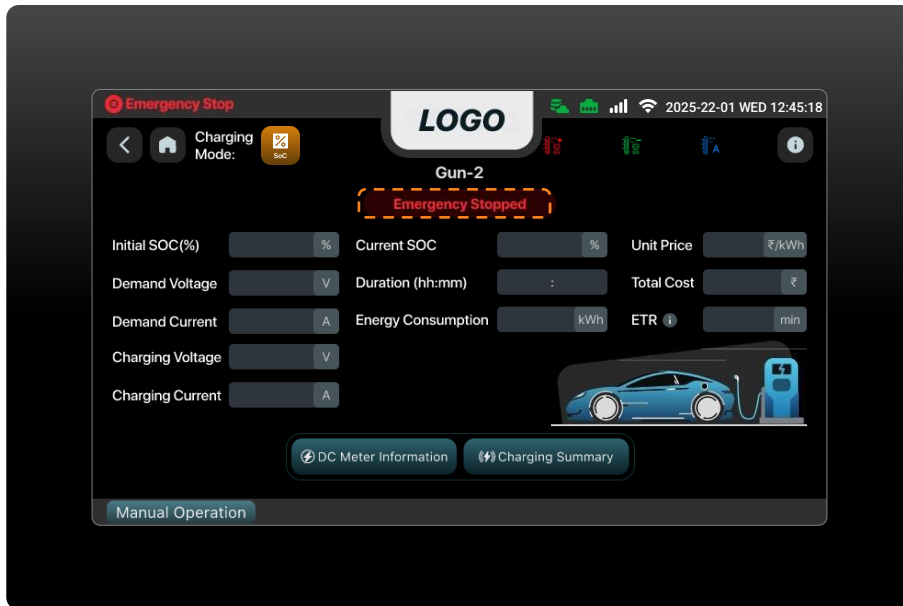 Emergency Stop
LOGO
2025-22-01 WED 12:45:18
Charging
Mode:
SoC
A
Gun-2
Emergency Stopped
Initial SOC(%) %
Current SOC %
Unit Price ₹/kWh
Demand Voltage V
Duration (hh:mm) :
Total Cost ₹
Demand Current A
Energy Consumption kWh
ETR min
Charging Voltage V
Charging Current A
DC Meter Information
Charging Summary
Manual Operation